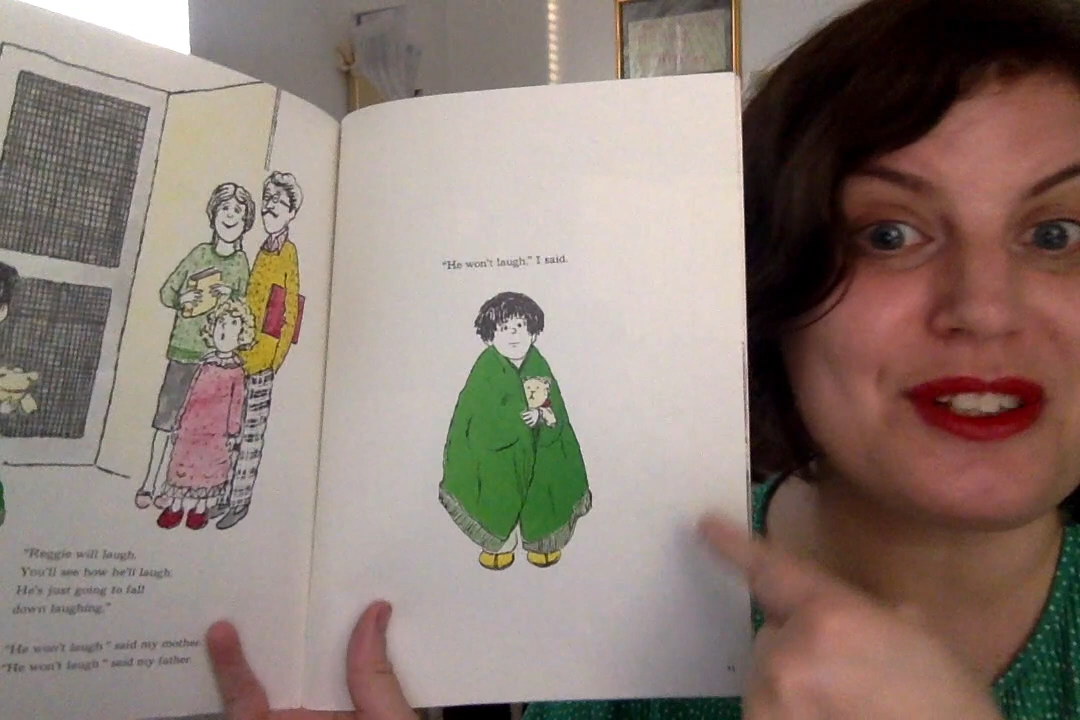 "Reggie will laugh.
You'll see how he'll laugh.
He's just going to fall
down laughing."
"He won't laugh" said my mother.
"He won't laugh" said my father.
"He won't laugh," I said.